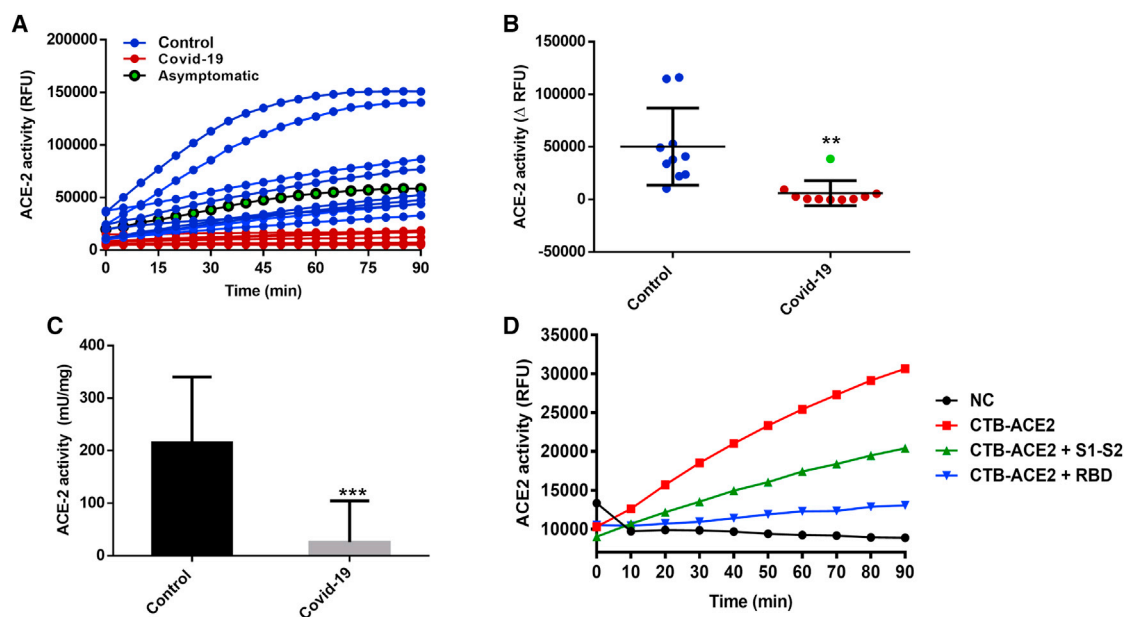 A
ACE-2 activity (RFU)
200000
150000
100000
50000
0
Control
Covid-19
Asymptomatic
0 15 30 45 60 75 90
Time (min)
B
ACE-2 activity (Δ RFU)
150000
100000
50000
0
-50000
**
Control
Covid-19
C
ACE-2 activity (mU/mg)
400
300
200
100
0
***
Control
Covid-19
D
ACE2 activity (RFU)
35000
30000
25000
20000
15000
10000
0 10 20 30 40 50 60 70 80 90
Time (min)
NC
CTB-ACE2
CTB-ACE2 + S1-S2
CTB-ACE2 + RBD